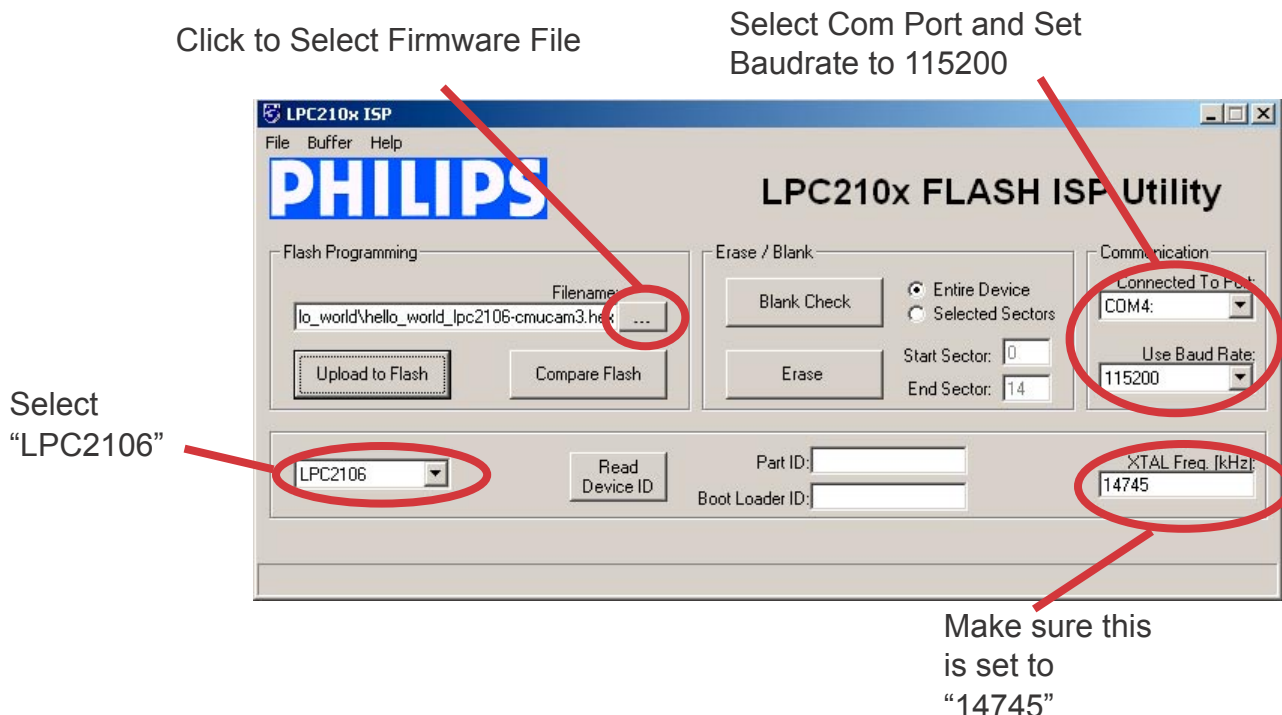 Click to Select Firmware File
Select Com Port and Set
Baudrate to 115200
LPC210x ISP
File Buffer Help
PHILIPS
LPC210x FLASH ISP Utility
Flash Programming
Filename:
lo_world\hello_world_lpc2106-cmucam3.hex
...
Upload to Flash
Compare Flash
Erase / Blank
Blank Check
Entire Device
Selected Sectors
Erase
Start Sector: 0
End Sector: 14
Communication
Connected To Port:
COM4:
Use Baud Rate:
115200
Select
“LPC2106”
LPC2106
Read
Device ID
Part ID:
Boot Loader ID:
XTAL Freq. [kHz]:
14745
Make sure this
is set to
“14745”